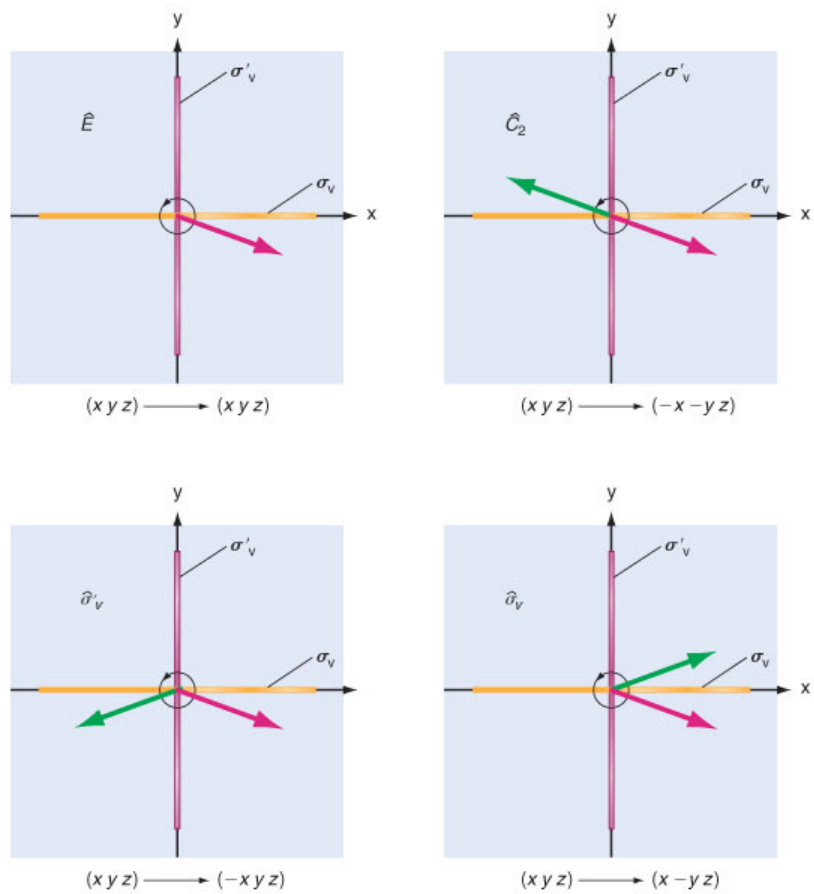 y
σ'v
Ê
σv
x
(x y z) ⟶ (x y z)
y
σ'v
Ĉ2
σv
x
(x y z) ⟶ (−x −y z)
y
σ'v
σ̂'v
σv
(x y z) ⟶ (−x y z)
y
σ'v
σ̂v
σv
x
(x y z) ⟶ (x −y z)